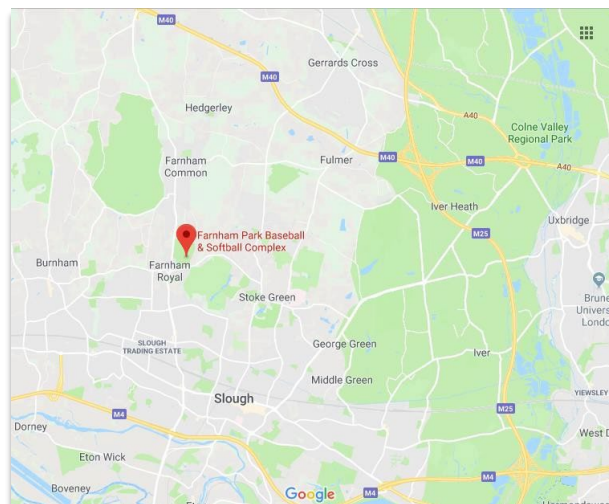 M40
Gerrards Cross
M40
Hedgerley
A40
Colne Valley
Regional Park
Farnham
Common
Fulmer
M40
M40
A40
Iver Heath
Uxbridge
Farnham Park Baseball
& Softball Complex
M25
Burnham
Farnham
Royal
Stoke Green
Brune
Univers
Londo
SLOUGH
TRADING ESTATE
George Green
Iver
Middle Green
YIEWSLEY
Slough
M4
M25
Dorney
West D
Eton Wick
M4
M4
Boveney
Google